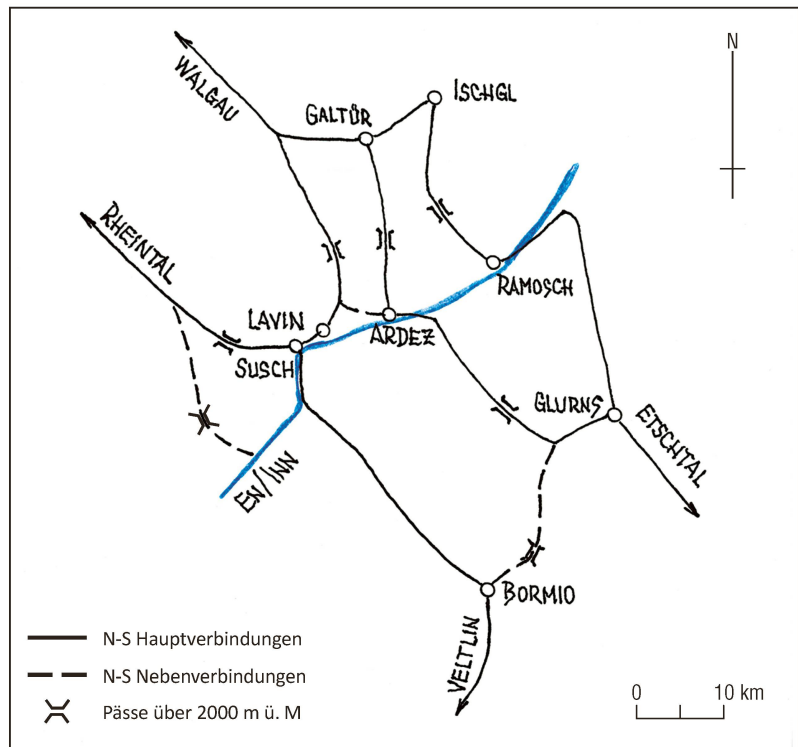 N
WALGAU
ISCHGL
GALTÜR
RHEINTAL
RAMOSCH
LAVIN
ARDEZ
SUSCH
GLURNS
ETSCHTAL
EN/INN
BORMIO
VELTLIN
N-S Hauptverbindungen
N-S Nebenverbindungen
Pässe über 2000 m ü. M
0 10 km